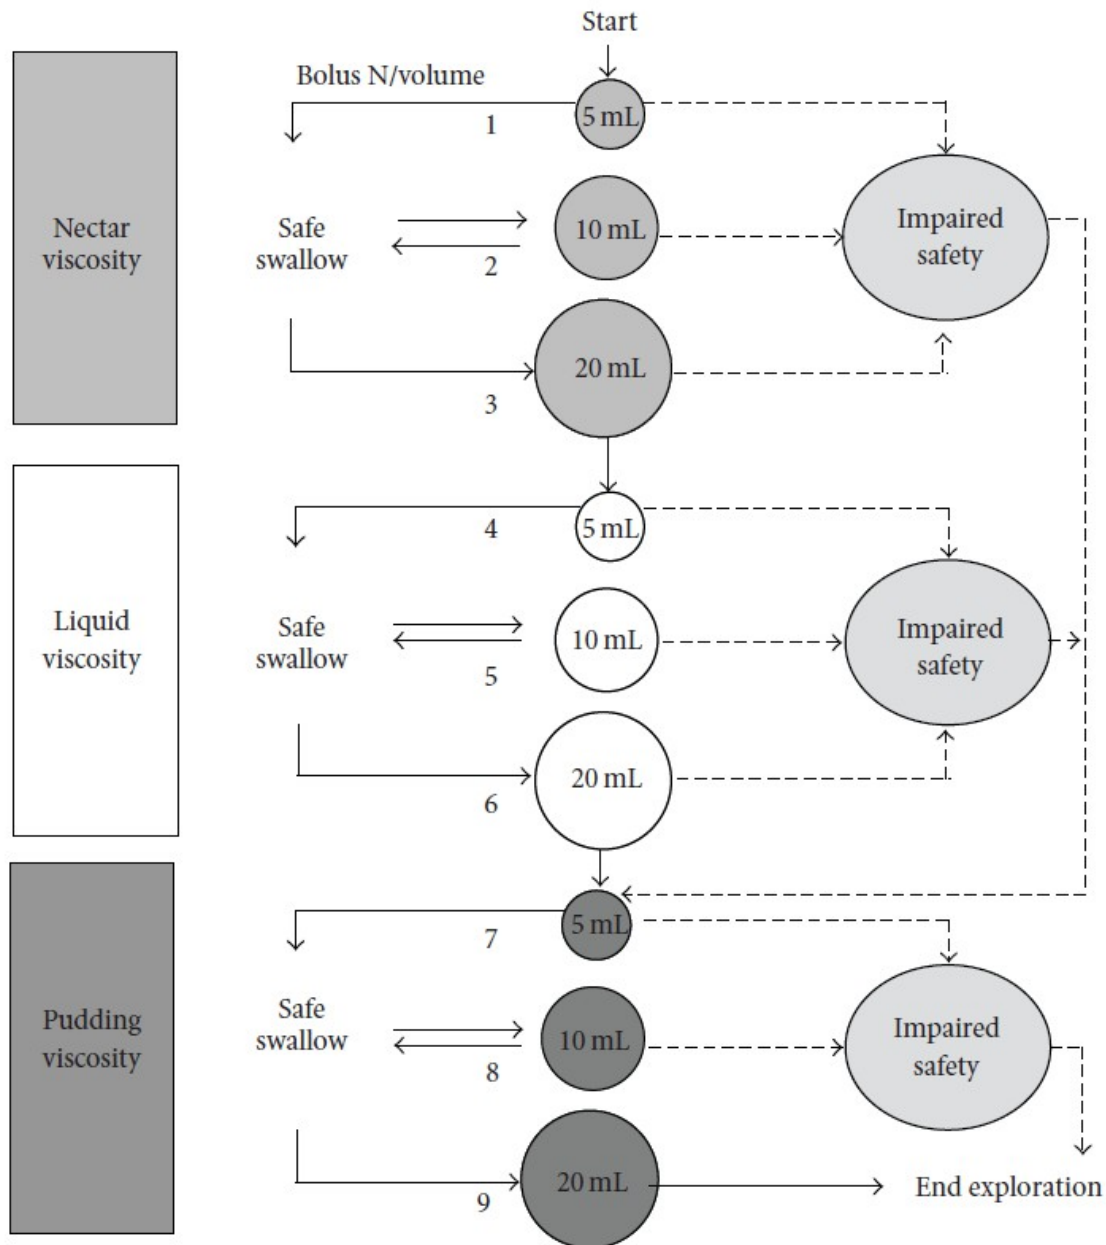 Start
Bolus N/volume
1
5 mL
Nectar
viscosity
Safe
swallow
2
10 mL
Impaired
safety
3
20 mL
4
5 mL
Liquid
viscosity
Safe
swallow
5
10 mL
Impaired
safety
6
20 mL
7
5 mL
Pudding
viscosity
Safe
swallow
8
10 mL
Impaired
safety
9
20 mL
End exploration